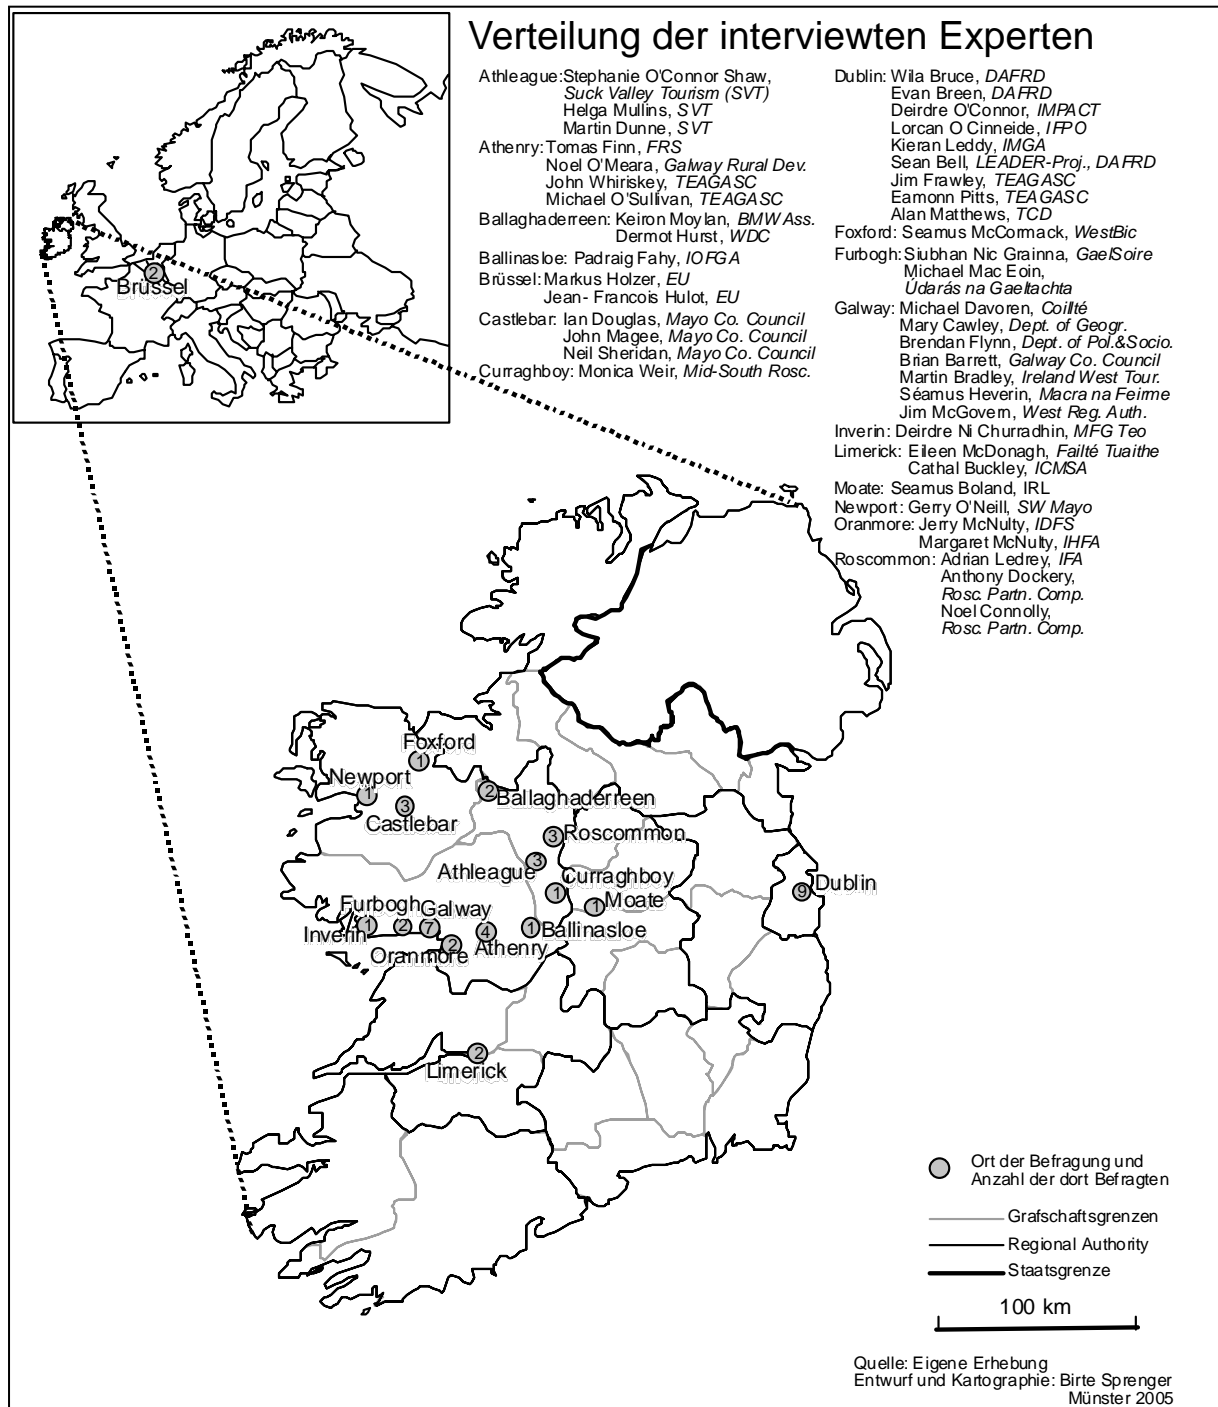 Verteilung der interviewten Experten
Athleague: Stephanie O'Connor Shaw,
Suck Valley Tourism (SVT)
Helga Mullins, SVT
Martin Dunne, SVT
Athenry: Tomas Finn, FRS
Noel O'Meara, Galway Rural Dev.
John Whiriskey, TEAGASC
Michael O'Sullivan, TEAGASC
Ballaghaderreen: Keiron Moylan, BMW Ass.
Dermot Hurst, WDC
Ballinasloe: Padraig Fahy, IOFGA
Brüssel: Markus Holzer, EU
Jean- Francois Hulot, EU
Castlebar: Ian Douglas, Mayo Co. Council
John Magee, Mayo Co. Council
Neil Sheridan, Mayo Co. Council
Curraghboy: Monica Weir, Mid-South Rosc.
Dublin: Wila Bruce, DAFRD
Evan Breen, DAFRD
Deirdre O'Connor, IMPACT
Lorcan O Cinneide, IFPO
Kieran Leddy, IMGA
Sean Bell, LEADER-Proj., DAFRD
Jim Frawley, TEAGASC
Eamonn Pitts, TEAGASC
Alan Matthews, TCD
Foxford: Seamus McCormack, WestBic
Furbogh: Siubhan Nic Grainna, GaelSoire
Michael Mac Eoin,
Údarás na Gaeltachta
Galway: Michael Davoren, Coillté
Mary Cawley, Dept. of Geogr.
Brendan Flynn, Dept. of Pol.&Socio.
Brian Barrett, Galway Co. Council
Martin Bradley, Ireland West Tour.
Séamus Heverin, Macra na Feirme
Jim McGovern, West Reg. Auth.
Inverin: Deirdre Ni Churradhin, MFG Teo
Limerick: Eileen McDonagh, Failté Tuaithe
Cathal Buckley, ICMSA
Moate: Seamus Boland, IRL
Newport: Gerry O'Neill, SW Mayo
Oranmore: Jerry McNulty, IDFS
Margaret McNulty, IHFA
Roscommon: Adrian Ledrey, IFA
Anthony Dockery,
Rosc. Partn. Comp.
Noel Connolly,
Rosc. Partn. Comp.
2
Brüssel
Foxford
1
Newport
1
3
Castlebar
2
Ballaghaderreen
3
Roscommon
Athleague
3
Curraghboy
1
Moate
1
Dublin
9
Furbogh
2
Galway
7
Inverin
1
Oranmore
2
Athenry
4
Ballinasloe
1
2
Limerick
Ort der Befragung und
Anzahl der dort Befragten
Grafschaftsgrenzen
Regional Authority
Staatsgrenze
100 km
Quelle: Eigene Erhebung
Entwurf und Kartographie: Birte Sprenger
Münster 2005